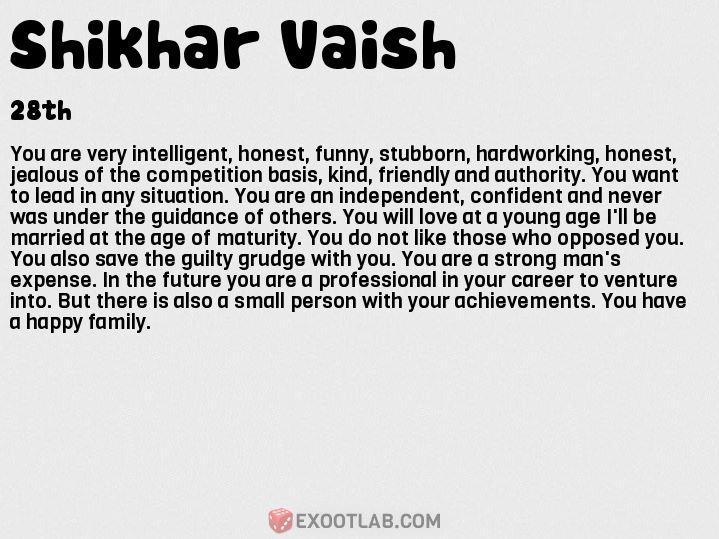 Shikhar Vaish
28th
You are very intelligent, honest, funny, stubborn, hardworking, honest,
jealous of the competition basis, kind, friendly and authority. You want
to lead in any situation. You are an independent, confident and never
was under the guidance of others. You will love at a young age I'll be
married at the age of maturity. You do not like those who opposed you.
You also save the guilty grudge with you. You are a strong man's
expense. In the future you are a professional in your career to venture
into. But there is also a small person with your achievements. You have
a happy family.
EXOOTLAB.COM